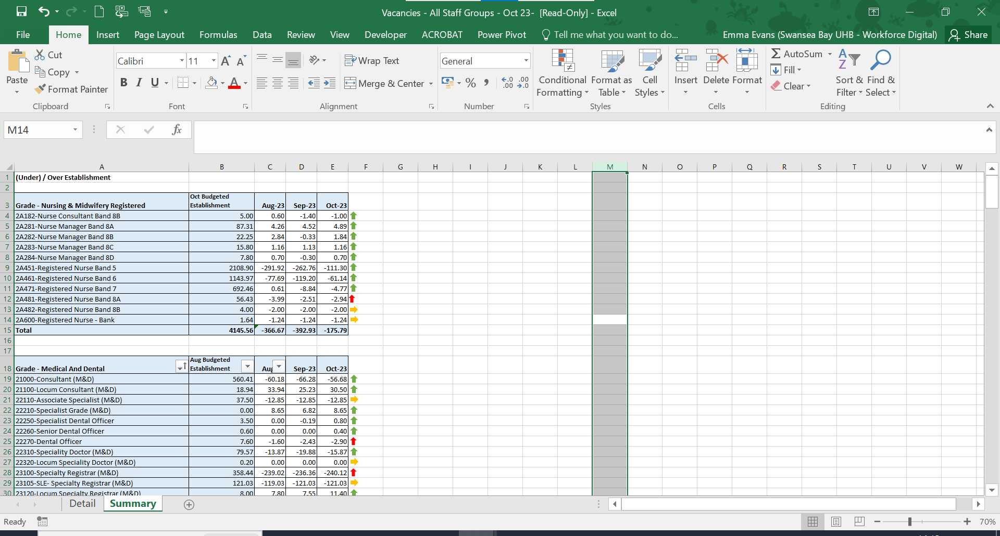 Vacancies - All Staff Groups - Oct 23- [Read-Only] - Excel
File Home Insert Page Layout Formulas Data Review View Developer ACROBAT Power Pivot Tell me what you want to do... Emma Evans (Swansea Bay UHB - Workforce Digital) Share
Paste Cut Copy Format Painter Clipboard
Calibri 11 B I U A Font
Wrap Text Merge & Center Alignment
General % Number
Conditional Formatting Format as Table Cell Styles Styles
Insert Delete Format Cells
AutoSum Fill Clear Sort & Filter Find & Select Editing
M14 fx
A B C D E F G H I J K L M N O P Q R S T U V W
1 (Under) / Over Establishment
2
3 Grade - Nursing & Midwifery Registered Oct Budgeted Establishment Aug-23 Sep-23 Oct-23
4 2A182-Nurse Consultant Band 8B 5.00 0.60 -1.40 -1.00
5 2A281-Nurse Manager Band 8A 87.31 4.26 4.52 4.89
6 2A282-Nurse Manager Band 8B 22.25 2.84 -0.33 1.84
7 2A283-Nurse Manager Band 8C 15.80 1.16 1.13 1.16
8 2A284-Nurse Manager Band 8D 7.80 0.70 -0.30 0.70
9 2A451-Registered Nurse Band 5 2108.90 -291.92 -262.76 -111.30
10 2A461-Registered Nurse Band 6 1143.97 -77.69 -119.20 -61.14
11 2A471-Registered Nurse Band 7 692.46 0.61 -8.84 -4.77
12 2A481-Registered Nurse Band 8A 56.43 -3.99 -2.51 -2.94
13 2A482-Registered Nurse Band 8B 4.00 -2.00 -2.00 -2.00
14 2A600-Registered Nurse - Bank 1.64 -1.24 -1.24 -1.24
15 Total 4145.56 -366.67 -392.93 -175.79
16
17
18 Grade - Medical And Dental Aug Budgeted Establishment Aug Sep-23 Oct-23
19 21000-Consultant (M&D) 560.41 -60.18 -66.28 -56.68
20 21100-Locum Consultant (M&D) 18.94 33.94 25.23 30.50
21 22110-Associate Specialist (M&D) 37.50 -12.85 -12.85 -12.85
22 22210-Specialist Grade (M&D) 0.00 8.65 6.82 8.65
23 22250-Specialist Dental Officer 3.50 0.00 -0.19 0.80
24 22260-Senior Dental Officer 0.60 0.00 0.00 0.40
25 22270-Dental Officer 7.60 -1.60 -2.43 -2.90
26 22310-Speciality Doctor (M&D) 79.57 -13.87 -19.88 -15.87
27 22320-Locum Speciality Doctor (M&D) 0.20 0.00 0.00 0.00
28 23100-Specialty Registrar (M&D) 358.44 -239.02 -236.36 -240.12
29 23105-SLE- Specialty Registrar (M&D) 121.03 -119.03 -121.03 -121.03
30 23120-Locum Specialty Registrar (M&D) 8.00 7.80 7.55 11.40
Detail Summary
Ready 70%